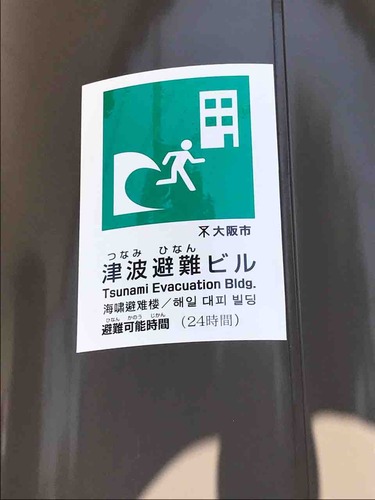 大阪市
つなみ ひなん
津波避難ビル
Tsunami Evacuation Bldg.
海啸避难楼／해일 대피 빌딩
ひなん かのう じかん
避難可能時間 (24時間)